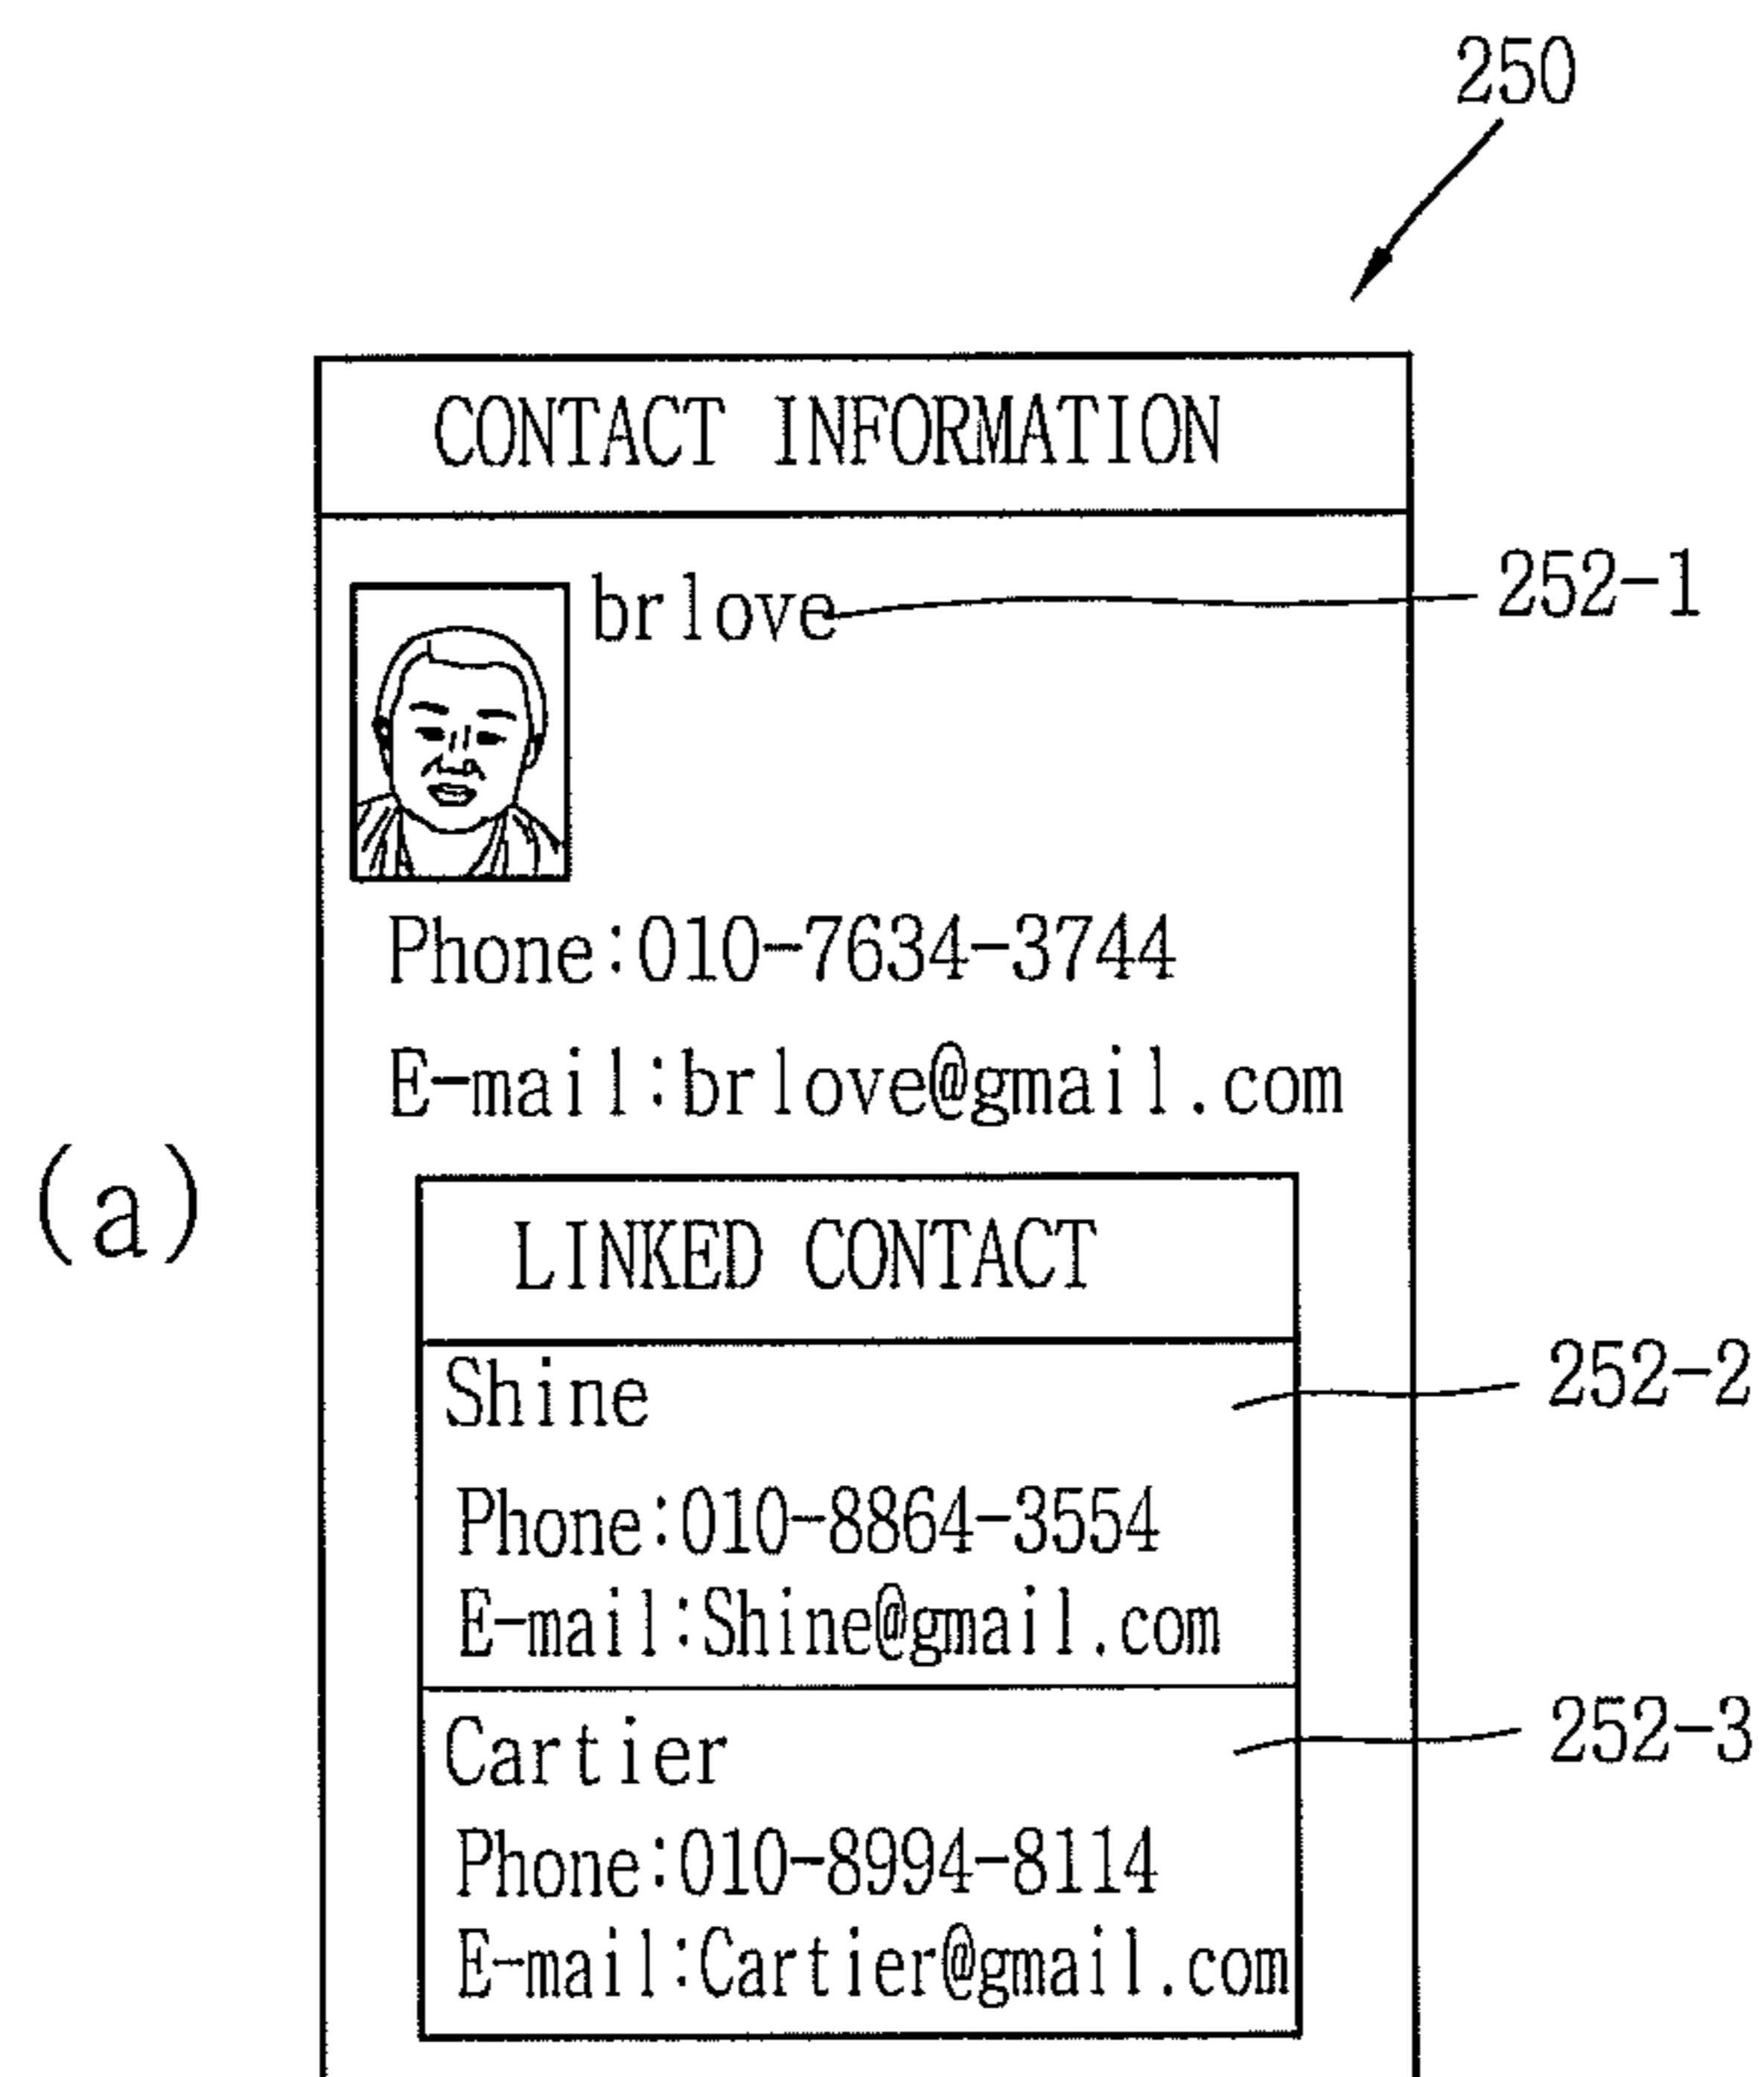 250
CONTACT INFORMATION
brlove
252-1
Phone:010-7634-3744
E-mail:brlove@gmail.com
(a)
LINKED CONTACT
Shine
252-2
Phone:010-8864-3554
E-mail:Shine@gmail.com
Cartier
252-3
Phone:010-8994-8114
E-mail:Cartier@gmail.com